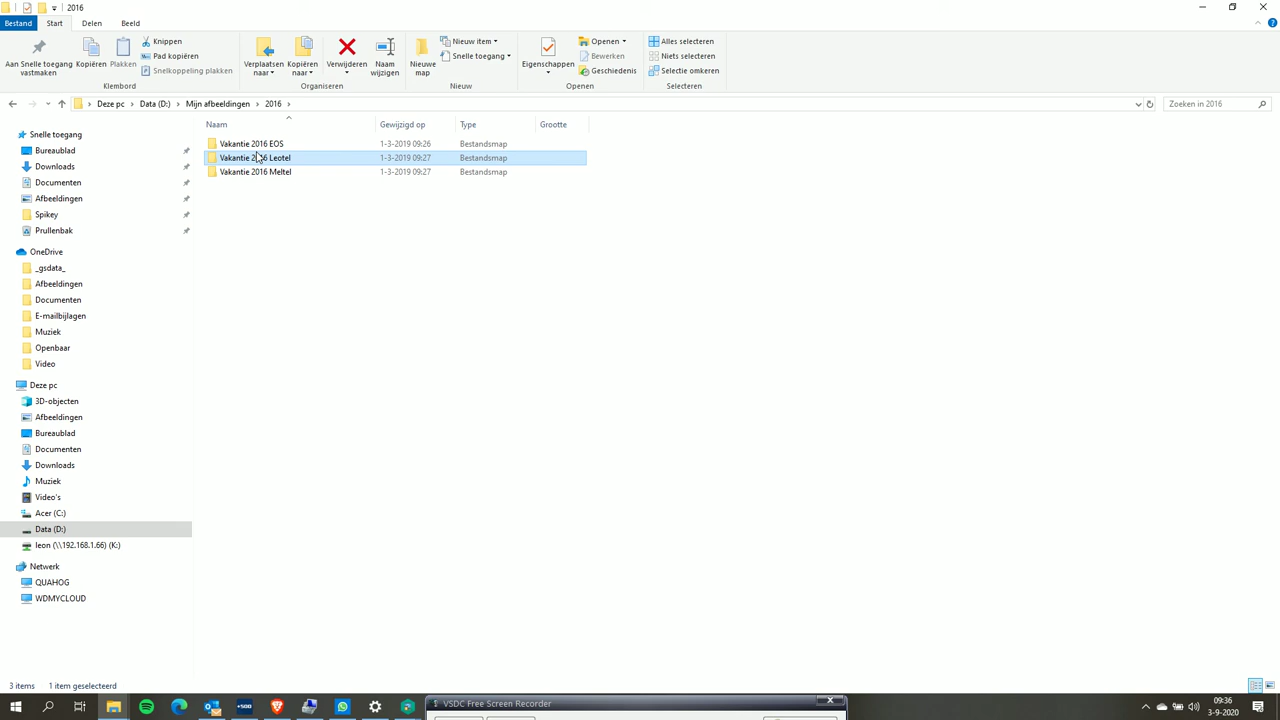 2016
Bestand Start Delen Beeld
Aan Snelle toegang vastmaken
Kopiëren
Plakken
Knippen
Pad kopiëren
Snelkoppeling plakken
Klembord
Verplaatsen naar
Kopiëren naar
Verwijderen
Naam wijzigen
Organiseren
Nieuwe map
Nieuw item
Snelle toegang
Nieuw
Eigenschappen
Openen
Bewerken
Geschiedenis
Openen
Alles selecteren
Niets selecteren
Selectie omkeren
Selecteren
Deze pc > Data (D:) > Mijn afbeeldingen > 2016 >
Zoeken in 2016
Naam Gewijzigd op Type Grootte
Vakantie 2016 EOS 1-3-2019 09:26 Bestandsmap
Vakantie 2016 Leotel 1-3-2019 09:27 Bestandsmap
Vakantie 2016 Meltel 1-3-2019 09:27 Bestandsmap
Snelle toegang
Bureaublad
Downloads
Documenten
Afbeeldingen
Spikey
Prullenbak
OneDrive
_gsdata_
Afbeeldingen
Documenten
E-mailbijlagen
Muziek
Openbaar
Video
Deze pc
3D-objecten
Afbeeldingen
Bureaublad
Documenten
Downloads
Muziek
Video's
Acer (C:)
Data (D:)
leon (\\192.168.1.66) (K:)
Netwerk
QUAHOG
WDMYCLOUD
3 items 1 item geselecteerd
+500
VSDC Free Screen Recorder
09:36
3-9-2020